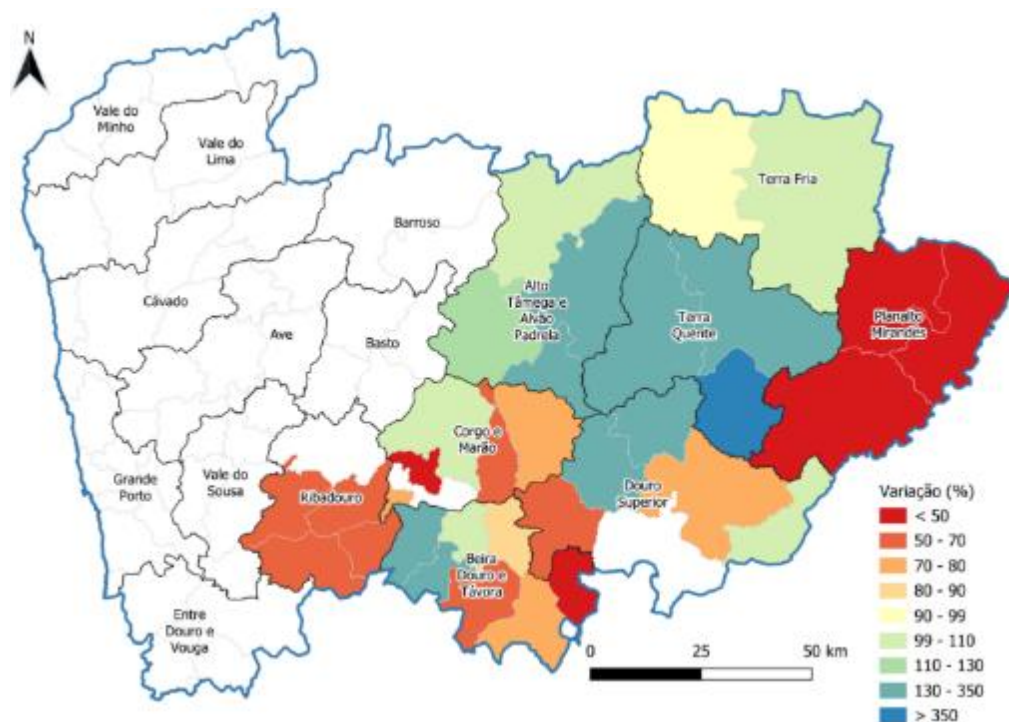 N
Vale do
Minho
Vale do
Lima
Terra Fria
Barroso
Cávado
Alto
Tâmega e
Alvão
Padrela
Planalto
Mirandes
Terra
Quente
Ave
Basto
Corgo e
Marão
Grande
Porto
Vale do
Sousa
Ribadouro
Douro
Superior
Beira
Douro e
Távora
Entre
Douro e
Vouga
Variação (%)
< 50
50 - 70
70 - 80
80 - 90
90 - 99
99 - 110
110 - 130
130 - 350
> 350
0 25 50 km